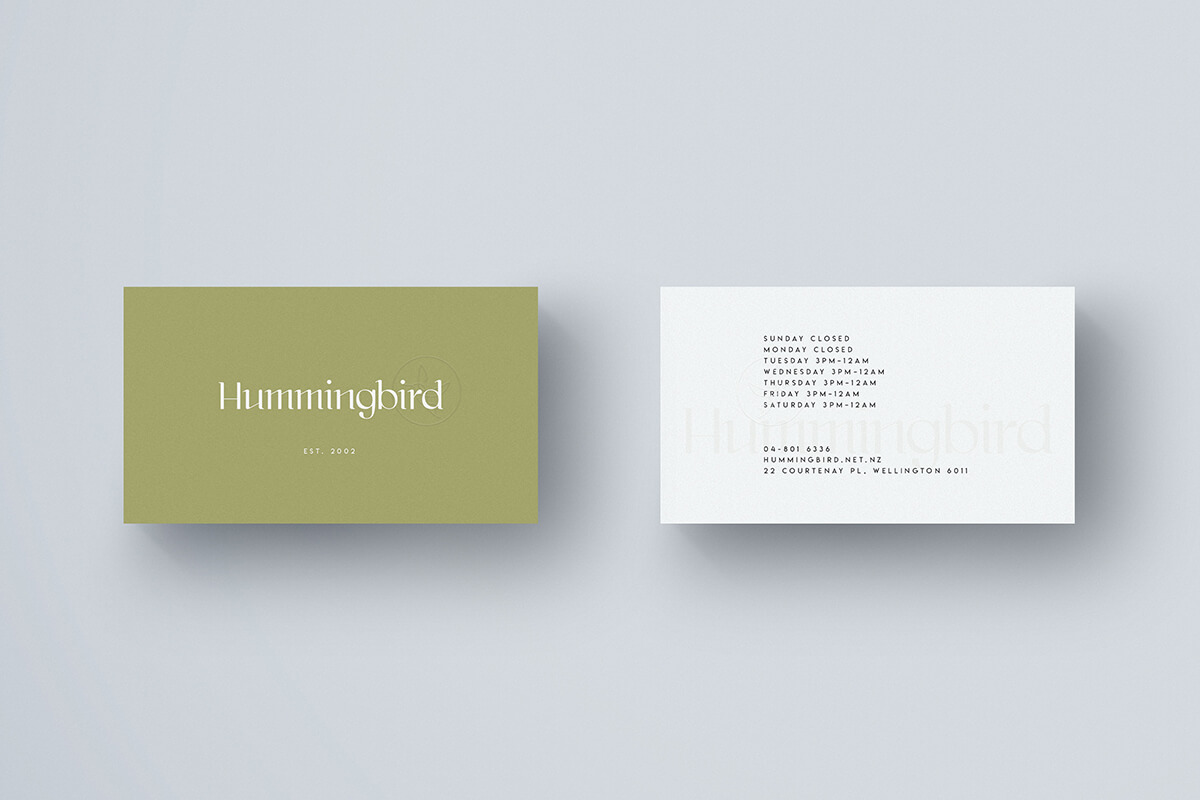 Hummingbird
EST. 2002
SUNDAY CLOSED
MONDAY CLOSED
TUESDAY 3PM-12AM
WEDNESDAY 3PM-12AM
THURSDAY 3PM-12AM
FRIDAY 3PM-12AM
SATURDAY 3PM-12AM
Hummingbird
04-801 6336
HUMMINGBIRD.NET.NZ
22 COURTENAY PL, WELLINGTON 6011